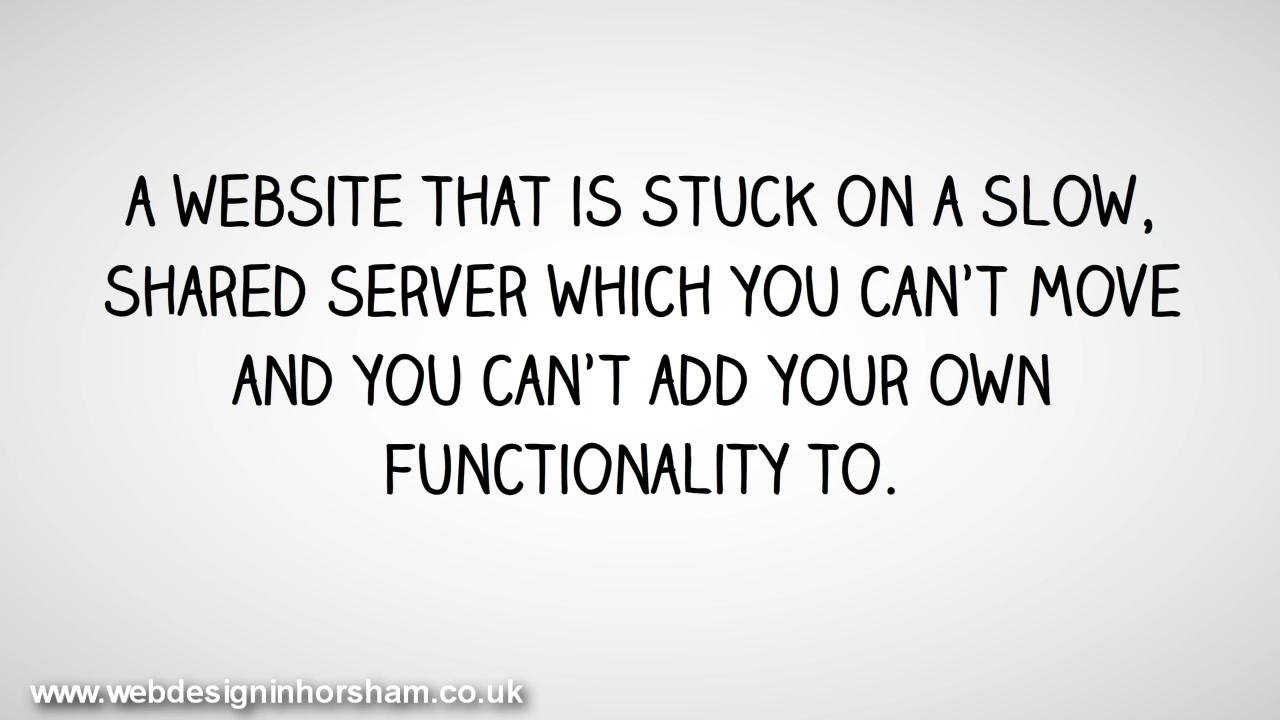 A WEBSITE THAT IS STUCK ON A SLOW,
SHARED SERVER WHICH YOU CAN'T MOVE
AND YOU CAN'T ADD YOUR OWN
FUNCTIONALITY TO.
www.webdesigninhorsham.co.uk